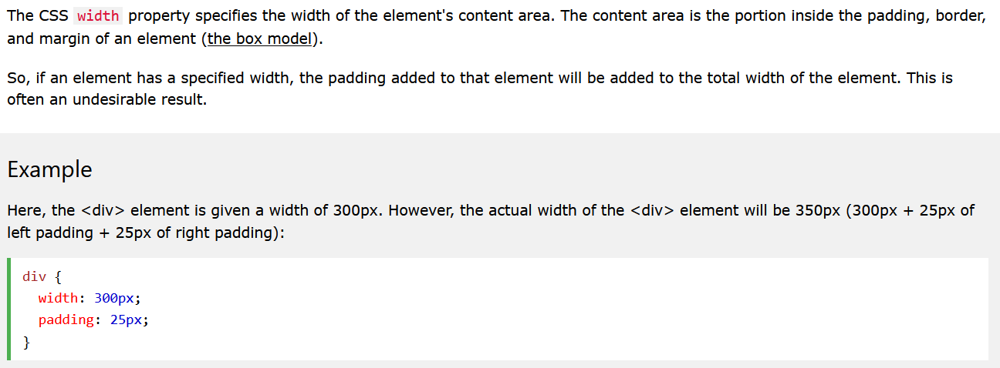 The CSS width property specifies the width of the element's content area. The content area is the portion inside the padding, border,
and margin of an element (the box model).
So, if an element has a specified width, the padding added to that element will be added to the total width of the element. This is
often an undesirable result.
Example
Here, the <div> element is given a width of 300px. However, the actual width of the <div> element will be 350px (300px + 25px of
left padding + 25px of right padding):
div {
  width: 300px;
  padding: 25px;
}